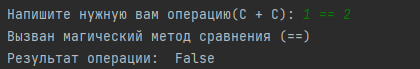 Напишите нужную вам операцию(С + С): 1 == 2
Вызван магический метод сравнения (==)
Результат операции:  False